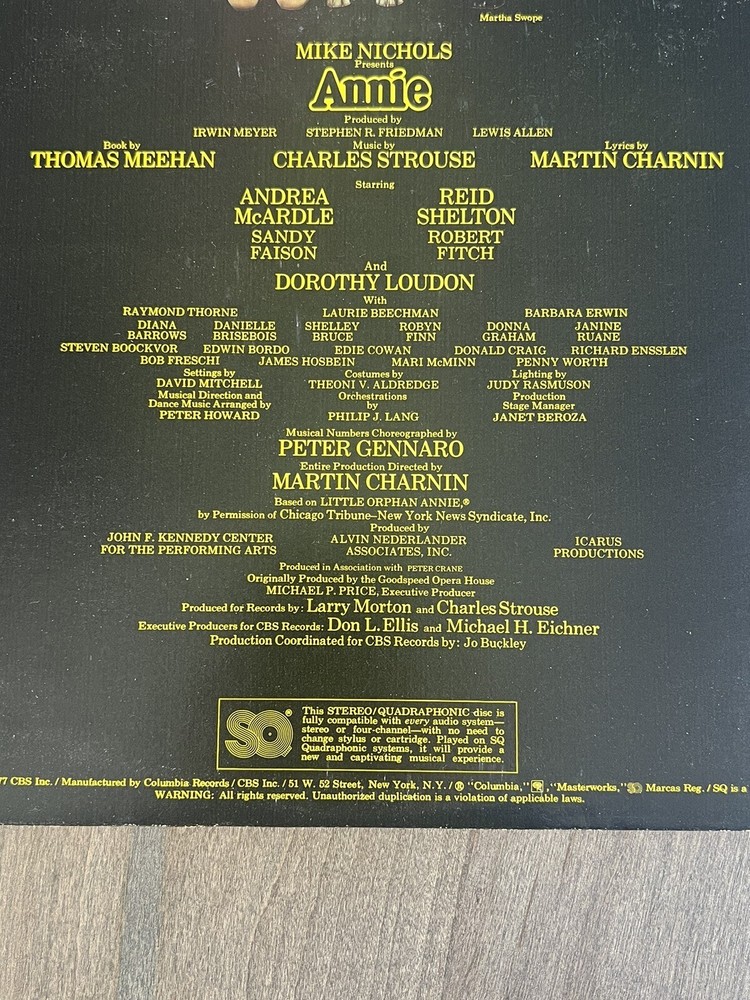 Martha Swope
MIKE NICHOLS
Presents
Annie
Produced by
IRWIN MEYER STEPHEN R. FRIEDMAN LEWIS ALLEN
Book by Music by Lyrics by
THOMAS MEEHAN CHARLES STROUSE MARTIN CHARNIN
Starring
ANDREA REID
McARDLE SHELTON
SANDY ROBERT
FAISON FITCH
And
DOROTHY LOUDON
With
RAYMOND THORNE LAURIE BEECHMAN BARBARA ERWIN
DIANA DANIELLE SHELLEY ROBYN DONNA JANINE
BARROWS BRISEBOIS BRUCE FINN GRAHAM RUANE
STEVEN BOOCKVOR EDWIN BORDO EDIE COWAN DONALD CRAIG RICHARD ENSSLEN
BOB FRESCHI JAMES HOSBEIN MARI McMINN PENNY WORTH
Settings by Costumes by Lighting by
DAVID MITCHELL THEONI V. ALDREDGE JUDY RASMUSON
Musical Direction and Orchestrations Production
Dance Music Arranged by by Stage Manager
PETER HOWARD PHILIP J. LANG JANET BEROZA
Musical Numbers Choreographed by
PETER GENNARO
Entire Production Directed by
MARTIN CHARNIN
Based on LITTLE ORPHAN ANNIE,®
by Permission of Chicago Tribune–New York News Syndicate, Inc.
Produced by
JOHN F. KENNEDY CENTER ALVIN NEDERLANDER ICARUS
FOR THE PERFORMING ARTS ASSOCIATES, INC. PRODUCTIONS
Produced in Association with PETER CRANE
Originally Produced by the Goodspeed Opera House
MICHAEL P. PRICE, Executive Producer
Produced for Records by: Larry Morton and Charles Strouse
Executive Producers for CBS Records: Don L. Ellis and Michael H. Eichner
Production Coordinated for CBS Records by: Jo Buckley
SQ®
This STEREO/QUADRAPHONIC disc is
fully compatible with every audio system—
stereo or four-channel—with no need to
change stylus or cartridge. Played on SQ
Quadraphonic systems, it will provide a
new and captivating musical experience.
7 CBS Inc. / Manufactured by Columbia Records / CBS Inc. / 51 W. 52 Street, New York, N.Y. / ® "Columbia," , "Masterworks," SQ Marcas Reg. / SQ is a
WARNING: All rights reserved. Unauthorized duplication is a violation of applicable laws.